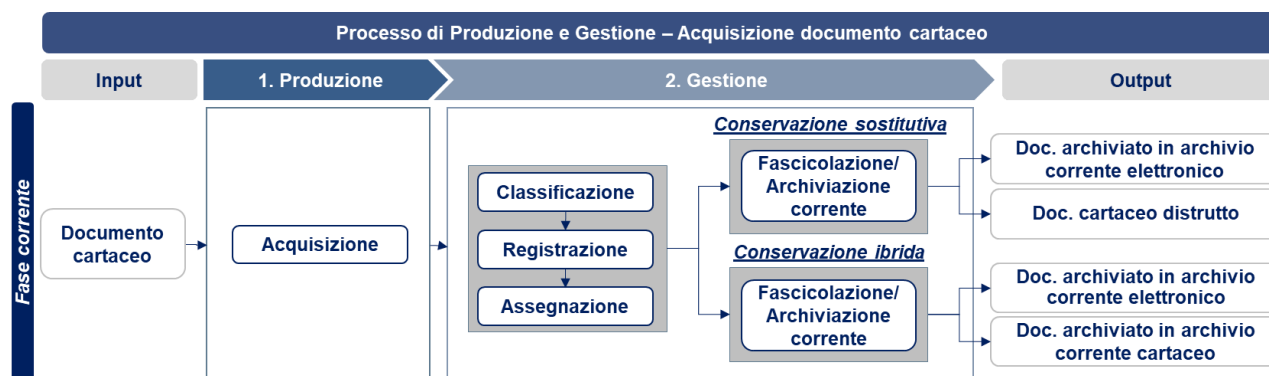 Processo di Produzione e Gestione – Acquisizione documento cartaceo
Input
1. Produzione
2. Gestione
Output
Fase corrente
Documento
cartaceo
Acquisizione
Classificazione
Registrazione
Assegnazione
Conservazione sostitutiva
Fascicolazione/
Archiviazione
corrente
Conservazione ibrida
Fascicolazione/
Archiviazione
corrente
Doc. archiviato in archivio
corrente elettronico
Doc. cartaceo distrutto
Doc. archiviato in archivio
corrente elettronico
Doc. archiviato in archivio
corrente cartaceo